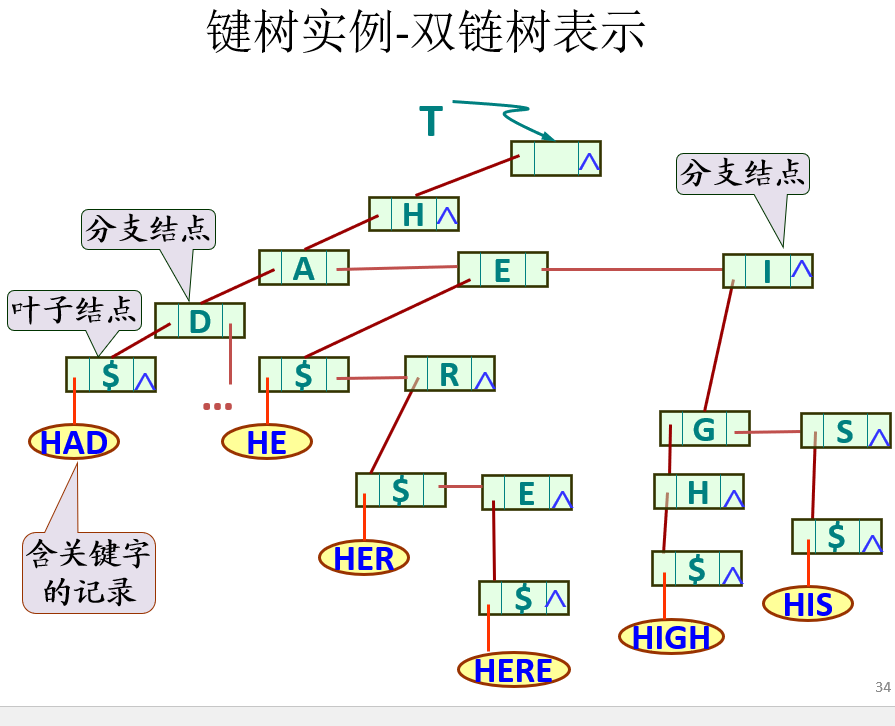 键树实例-双链树表示
T
^
分支结点
H ^
分支结点
A
E
I ^
叶子结点
D
$ ^
$
R ^
...
G
S ^
HAD
HE
$
E ^
H ^
$ ^
含关键字
的记录
HER
$ ^
$ ^
HIS
HIGH
HERE
34